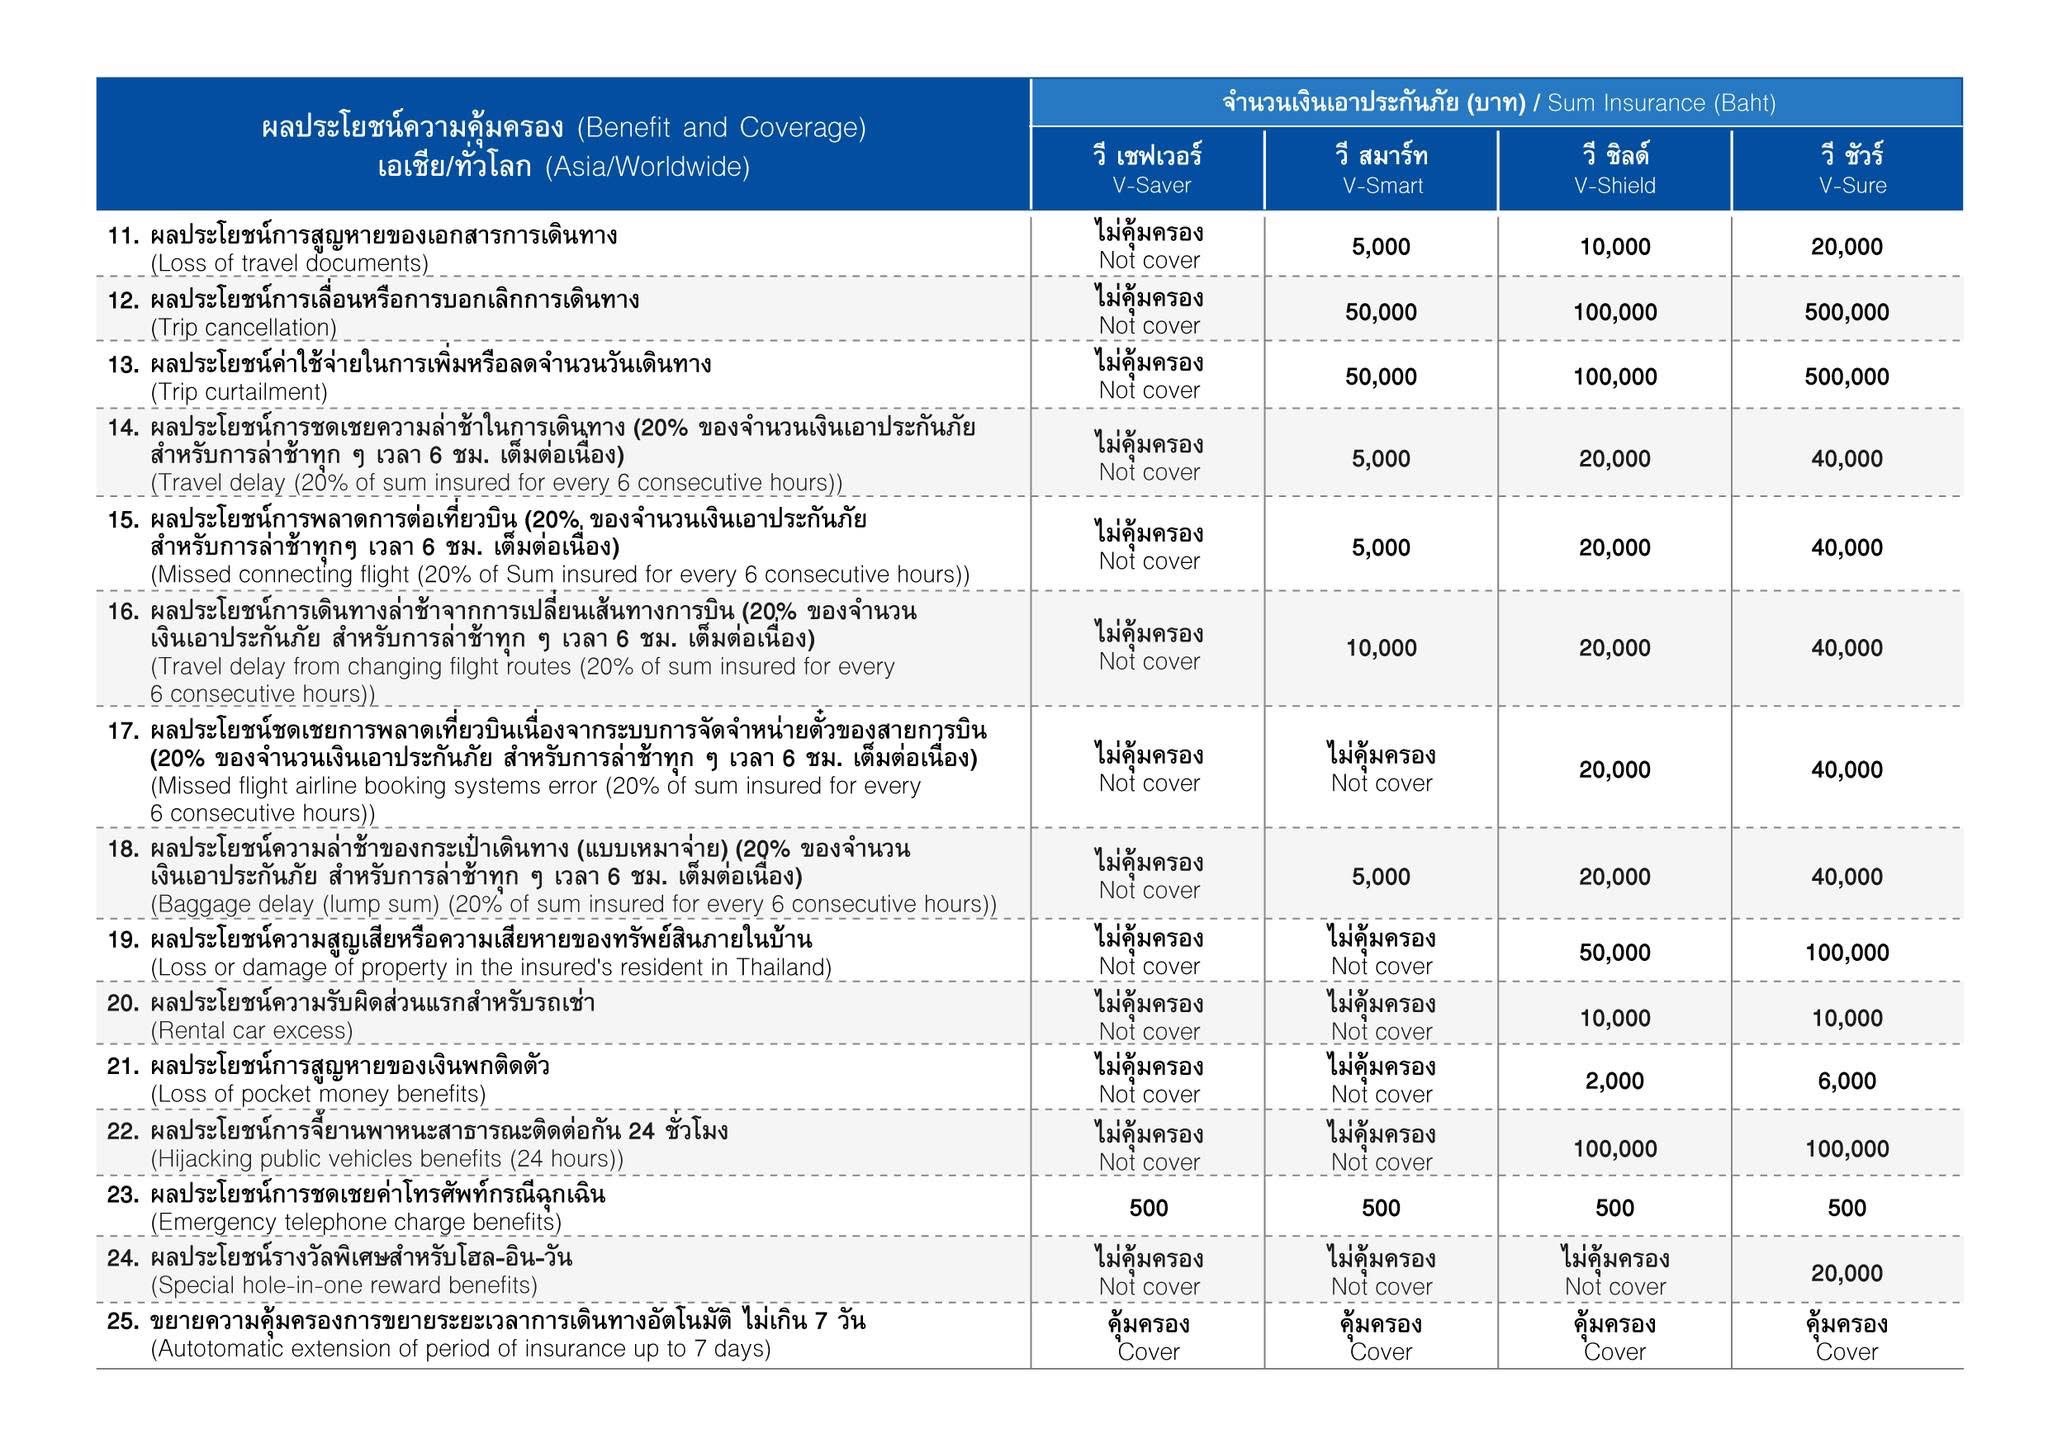 ผลประโยชน์ความคุ้มครอง (Benefit and Coverage)
เอเชีย/ทั่วโลก (Asia/Worldwide)
จำนวนเงินเอาประกันภัย (บาท) / Sum Insurance (Baht)
วี เซฟเวอร์
V-Saver
วี สมาร์ท
V-Smart
วี ชิลด์
V-Shield
วี ชัวร์
V-Sure
11. ผลประโยชน์การสูญหายของเอกสารการเดินทาง
(Loss of travel documents)
ไม่คุ้มครอง
Not cover
5,000
10,000
20,000
12. ผลประโยชน์การเลื่อนหรือการบอกเลิกการเดินทาง
(Trip cancellation)
ไม่คุ้มครอง
Not cover
50,000
100,000
500,000
13. ผลประโยชน์ค่าใช้จ่ายในการเพิ่มหรือลดจำนวนวันเดินทาง
(Trip curtailment)
ไม่คุ้มครอง
Not cover
50,000
100,000
500,000
14. ผลประโยชน์การชดเชยความล่าช้าในการเดินทาง (20% ของจำนวนเงินเอาประกันภัย
สำหรับการล่าช้าทุก ๆ เวลา 6 ชม. เต็มต่อเนื่อง)
(Travel delay (20% of sum insured for every 6 consecutive hours))
ไม่คุ้มครอง
Not cover
5,000
20,000
40,000
15. ผลประโยชน์การพลาดการต่อเที่ยวบิน (20% ของจำนวนเงินเอาประกันภัย
สำหรับการล่าช้าทุกๆ เวลา 6 ชม. เต็มต่อเนื่อง)
(Missed connecting flight (20% of Sum insured for every 6 consecutive hours))
ไม่คุ้มครอง
Not cover
5,000
20,000
40,000
16. ผลประโยชน์การเดินทางล่าช้าจากการเปลี่ยนเส้นทางการบิน (20% ของจำนวน
เงินเอาประกันภัย สำหรับการล่าช้าทุก ๆ เวลา 6 ชม. เต็มต่อเนื่อง)
(Travel delay from changing filght routes (20% of sum insured for every
6 consecutive hours))
ไม่คุ้มครอง
Not cover
10,000
20,000
40,000
17. ผลประโยชน์ชดเชยการพลาดเที่ยวบินเนื่องจากระบบการจัดจำหน่ายตั๋วของสายการบิน
(20% ของจำนวนเงินเอาประกันภัย สำหรับการล่าช้าทุก ๆ เวลา 6 ชม. เต็มต่อเนื่อง)
(Missed flight airline booking systems error (20% of sum insured for every
6 consecutive hours))
ไม่คุ้มครอง
Not cover
ไม่คุ้มครอง
Not cover
20,000
40,000
18. ผลประโยชน์ความล่าช้าของกระเป๋าเดินทาง (แบบเหมาจ่าย) (20% ของจำนวน
เงินเอาประกันภัย สำหรับการล่าช้าทุก ๆ เวลา 6 ชม. เต็มต่อเนื่อง)
(Baggage delay (lump sum) (20% of sum insured for every 6 consecutive hours))
ไม่คุ้มครอง
Not cover
5,000
20,000
40,000
19. ผลประโยชน์ความสูญเสียหรือความเสียหายของทรัพย์สินภายในบ้าน
(Loss or damage of property in the insured's resident in Thailand)
ไม่คุ้มครอง
Not cover
ไม่คุ้มครอง
Not cover
50,000
100,000
20. ผลประโยชน์ความรับผิดส่วนแรกสำหรับรถเช่า
(Rental car excess)
ไม่คุ้มครอง
Not cover
ไม่คุ้มครอง
Not cover
10,000
10,000
21. ผลประโยชน์การสูญหายของเงินพกติดตัว
(Loss of pocket money benefits)
ไม่คุ้มครอง
Not cover
ไม่คุ้มครอง
Not cover
2,000
6,000
22. ผลประโยชน์การจี้ยานพาหนะสาธารณะติดต่อกัน 24 ชั่วโมง
(Hijacking public vehicles benefits (24 hours))
ไม่คุ้มครอง
Not cover
ไม่คุ้มครอง
Not cover
100,000
100,000
23. ผลประโยชน์การชดเชยค่าโทรศัพท์กรณีฉุกเฉิน
(Emergency telephone charge benefits)
500
500
500
500
24. ผลประโยชน์รางวัลพิเศษสำหรับโฮล-อิน-วัน
(Special hole-in-one reward benefits)
ไม่คุ้มครอง
Not cover
ไม่คุ้มครอง
Not cover
ไม่คุ้มครอง
Not cover
20,000
25. ขยายความคุ้มครองการขยายระยะเวลาการเดินทางอัตโนมัติ ไม่เกิน 7 วัน
(Autotomatic extension of period of insurance up to 7 days)
คุ้มครอง
Cover
คุ้มครอง
Cover
คุ้มครอง
Cover
คุ้มครอง
Cover